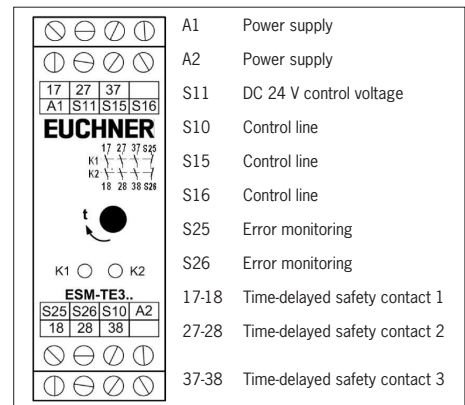 17 27 37
A1 S11 S15 S16
EUCHNER
17 27 37 S25
K1
K2
18 28 38 S26
t
K1 K2
ESM-TE3..
S25 S26 S10 A2
18 28 38
A1 Power supply
A2 Power supply
S11 DC 24 V control voltage
S10 Control line
S15 Control line
S16 Control line
S25 Error monitoring
S26 Error monitoring
17-18 Time-delayed safety contact 1
27-28 Time-delayed safety contact 2
37-38 Time-delayed safety contact 3